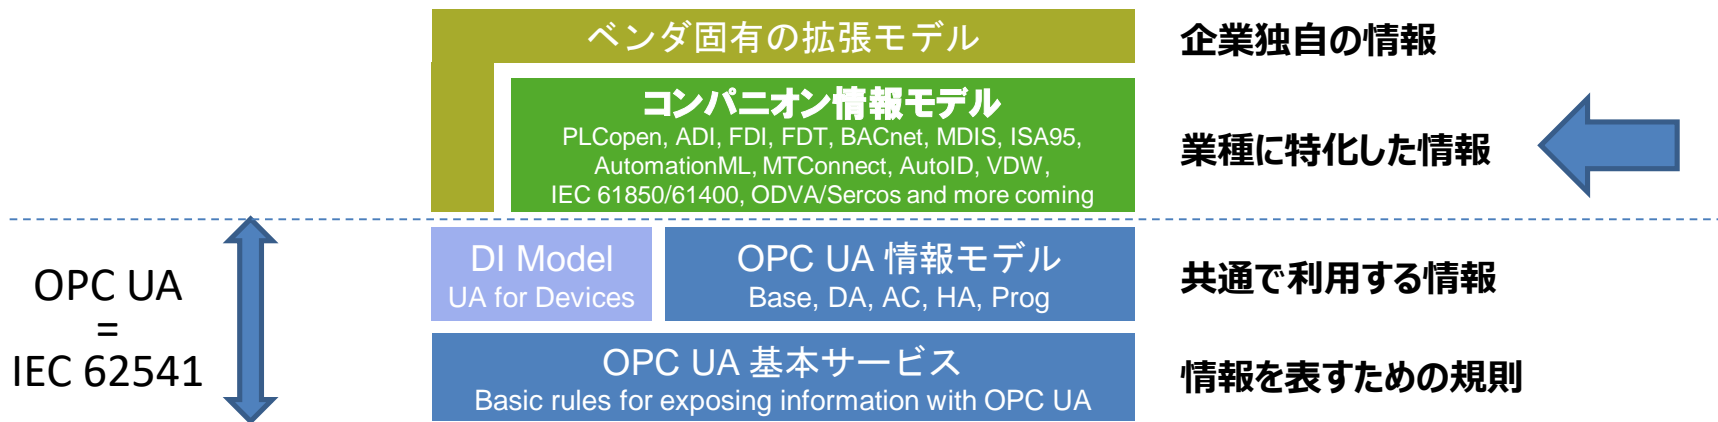 ベンダ固有の拡張モデル
企業独自の情報
コンパニオン情報モデル
PLCopen, ADI, FDI, FDT, BACnet, MDIS, ISA95,
AutomationML, MTConnect, AutoID, VDW,
IEC 61850/61400, ODVA/Sercos and more coming
業種に特化した情報
OPC UA
=
IEC 62541
DI Model
UA for Devices
OPC UA 情報モデル
Base, DA, AC, HA, Prog
共通で利用する情報
OPC UA 基本サービス
Basic rules for exposing information with OPC UA
情報を表すための規則